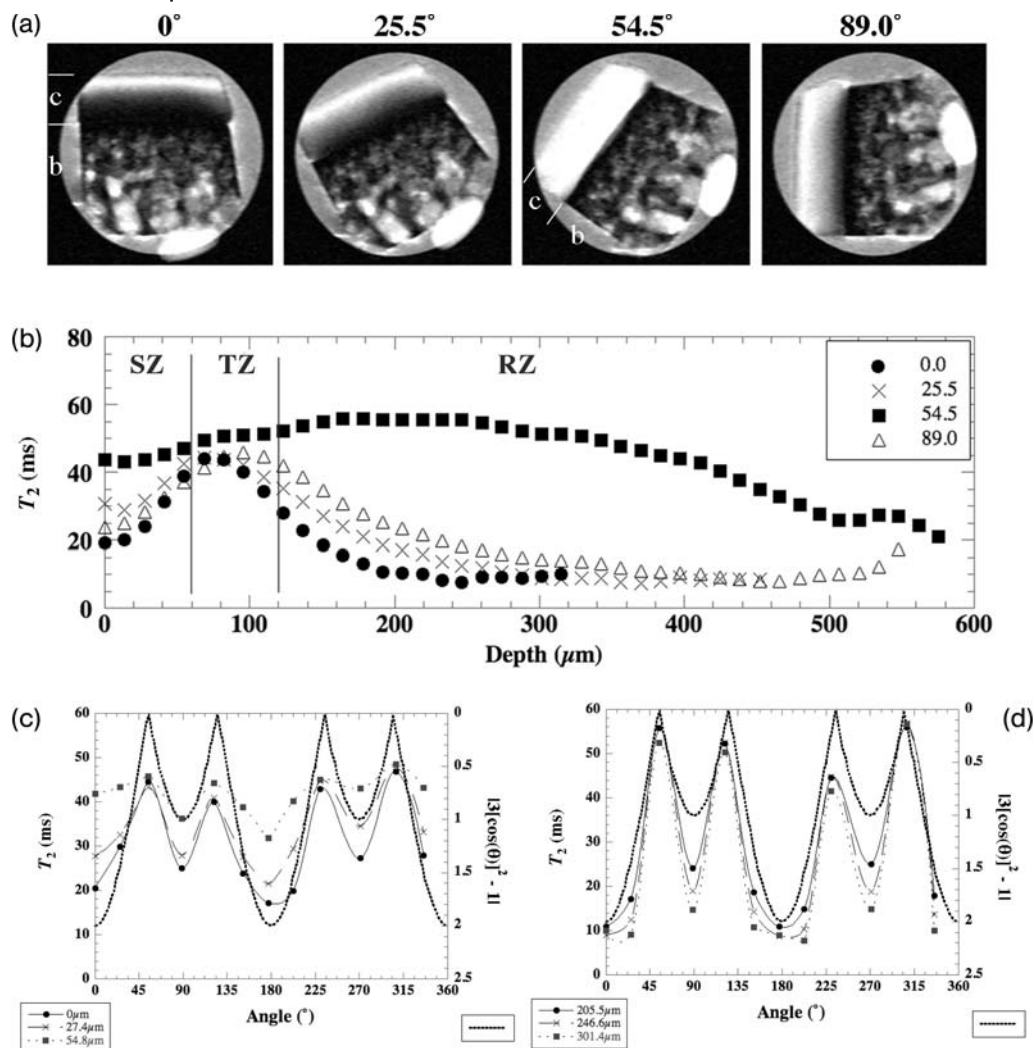 (a)
0° 25.5° 54.5° 89.0°
c
b
c
b
(b)
80
60
40
20
0
T2 (ms)
SZ TZ RZ
0.0
25.5
54.5
89.0
0 100 200 300 400 500 600
Depth (µm)
(c)
60
50
40
30
20
10
0
T2 (ms)
0
0.5
1
1.5
2
2.5
|3[cos(θ)]² - 1|
0 45 90 135 180 225 270 315 360
Angle (°)
0µm
27.4µm
54.8µm
(d)
60
50
40
30
20
10
0
T2 (ms)
0
0.5
1
1.5
2
2.5
|3[cos(θ)]² - 1|
0 45 90 135 180 225 270 315 360
Angle (°)
205.5µm
246.6µm
301.4µm